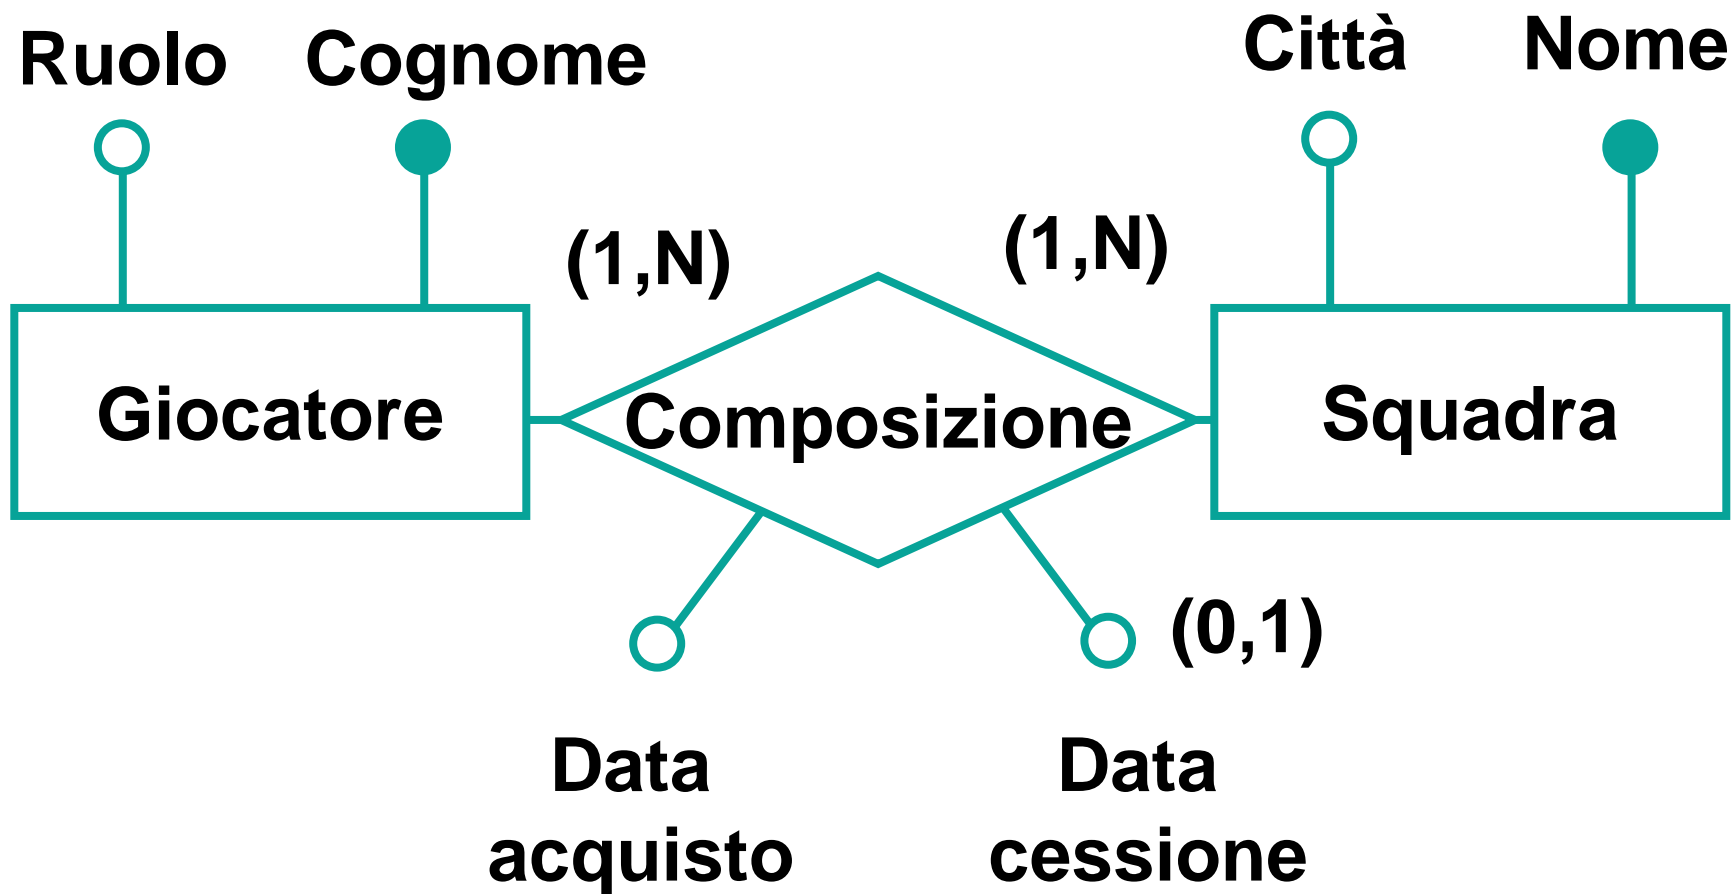 Ruolo Cognome Città Nome
(1,N) (1,N)
Giocatore Composizione Squadra
(0,1)
Data Data
acquisto cessione